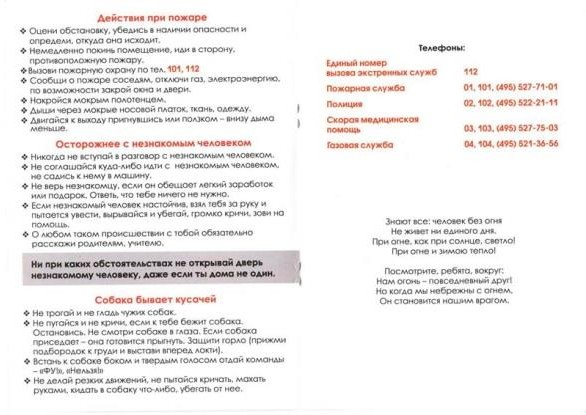 Действия при пожаре
❖ Оцени обстановку, убедись в наличии опасности и
определи, откуда она исходит.
❖ Немедленно покинь помещение, иди в сторону,
противоположную пожару.
❖ Вызови пожарную охрану по тел. 101, 112
❖ Сообщи о пожаре соседям, отключи газ, электроэнергию,
по возможности закрой окна и двери.
❖ Накройся мокрым полотенцем.
❖ Дыши через мокрые носовой платок, ткань, одежду.
❖ Двигайся к выходу пригнувшись или ползком – внизу дыма
меньше.
Осторожнее с незнакомым человеком
❖ Никогда не вступай в разговор с незнакомым человеком.
❖ Не соглашайся куда-либо идти с незнакомым человеком,
не садись к нему в машину.
❖ Не верь незнакомцу, если он обещает легкий заработок
или подарок. Ответь, что тебе ничего не нужно.
❖ Если незнакомый человек настойчив, взял тебя за руку и
пытается увести, вырывайся и убегай, громко кричи, зови на
помощь.
❖ О любом таком происшествии с тобой обязательно
расскажи родителям, учителю.
Ни при каких обстоятельствах не открывай дверь
незнакомому человеку, даже если ты дома не один.
Собака бывает кусачей
❖ Не трогай и не гладь чужих собак.
❖ Не пугайся и не кричи, если к тебе бежит собака.
Остановись. Не смотри собаке в глаза. Если собака
приседает – она готовится прыгнуть. Защити горло (прижми
подбородок к груди и выстави вперед локти).
❖ Встань к собаке боком и твердым голосом отдай команды
– «ФУ!», «Нельзя!»
❖ Не делай резких движений, не пытайся кричать, махать
руками, кидать в собаку что-либо, убегать от нее.
Телефоны:
Единый номер
вызова экстренных служб 112
Пожарная служба 01, 101, (495) 527-71-01
Полиция 02, 102, (495) 522-21-11
Скорая медицинская
помощь 03, 103, (495) 527-75-03
Газовая служба 04, 104, (495) 521-36-56
Знают все: человек без огня
Не живет ни единого дня.
При огне, как при солнце, светло!
При огне и зимою тепло!
Посмотрите, ребята, вокруг:
Нам огонь – повседневный друг!
Но когда мы небрежны с огнем,
Он становится нашим врагом.